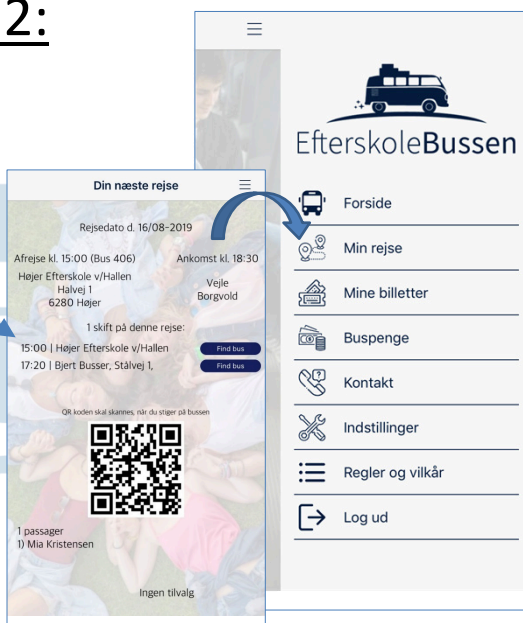 2:
Din næste rejse
Rejsedato d. 16/08-2019
Afrejse kl. 15:00 (Bus 406)
Højer Efterskole v/Hallen
Halvej 1
6280 Højer
Ankomst kl. 18:30
Vejle
Borgvold
1 skift på denne rejse:
15:00 | Højer Efterskole v/Hallen
Find bus
17:20 | Bjert Busser, Stålvej 1,
Find bus
QR koden skal skannes, når du stiger på bussen
1 passager
1) Mia Kristensen
Ingen tilvalg
EfterskoleBussen
Forside
Min rejse
Mine billetter
Buspenge
Kontakt
Indstillinger
Regler og vilkår
Log ud